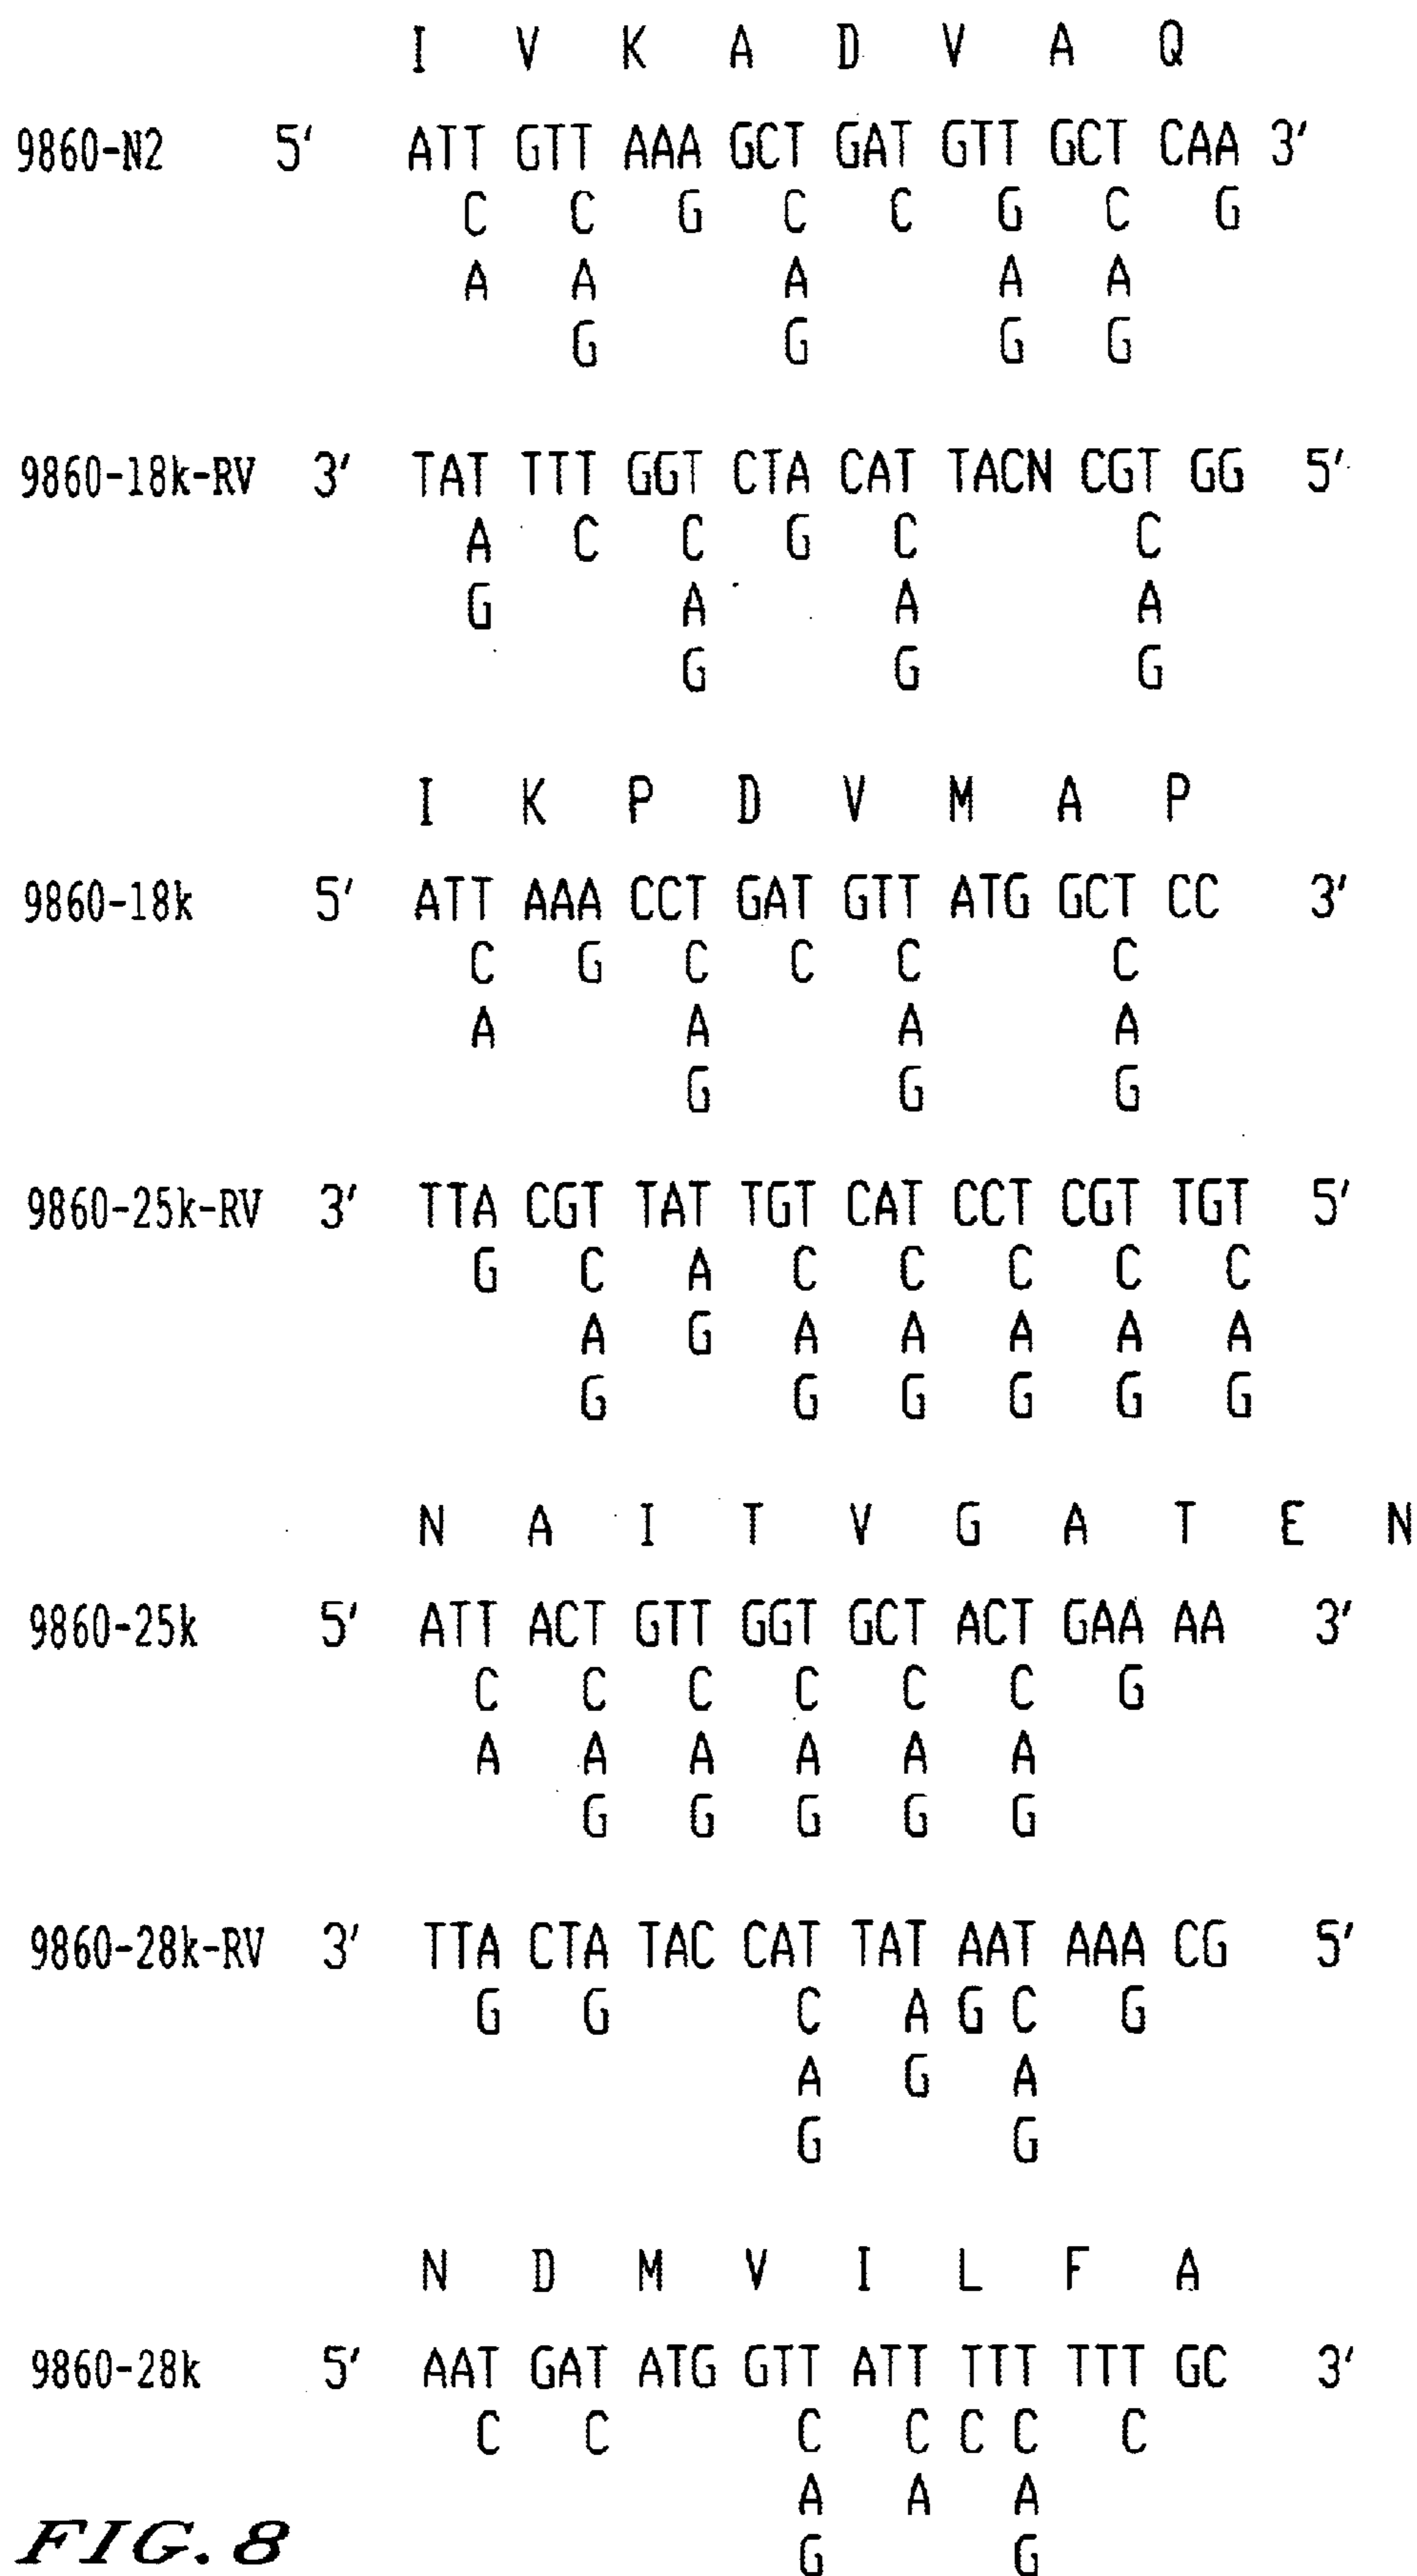 I V K A D V A Q
9860-N2 5' ATT GTT AAA GCT GAT GTT GCT CAA 3'
C C G C C G C G
A A A A A
G G G G
9860-18k-RV 3' TAT TTT GGT CTA CAT TACN CGT GG 5'
A C C G C C
G A A A
G G G
I K P D V M A P
9860-18k 5' ATT AAA CCT GAT GTT ATG GCT CC 3'
C G C C C C
A A A A
G G G
9860-25k-RV 3' TTA CGT TAT TGT CAT CCT CGT TGT 5'
G C A C C C C C
A G A A A A A
G G G G G G
N A I T V G A T E N
9860-25k 5' ATT ACT GTT GGT GCT ACT GAA AA 3'
C C C C C C G
A A A A A A
G G G G G
9860-28k-RV 3' TTA CTA TAC CAT TAT AAT AAA CG 5'
G G C A G C G
A G A
G G
N D M V I L F A
9860-28k 5' AAT GAT ATG GTT ATT TTT TTT GC 3'
C C C C C C C
A A A
G G
FIG. 8